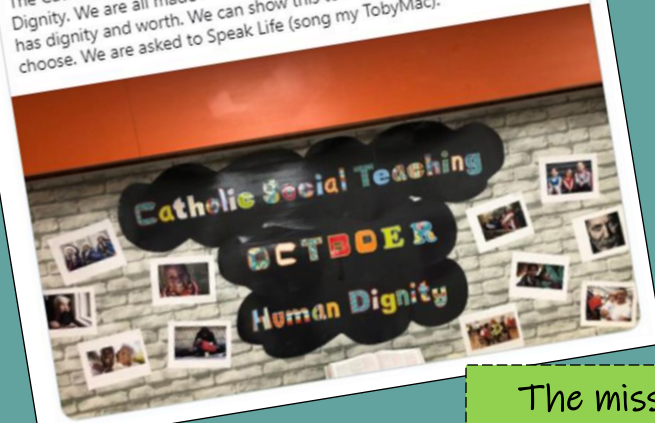 Dignity. We are all made
has dignity and worth. We can show this to
choose. We are asked to Speak Life (song my TobyMac).
Catholic Social Teaching
OCTBOER
Human Dignity
The miss